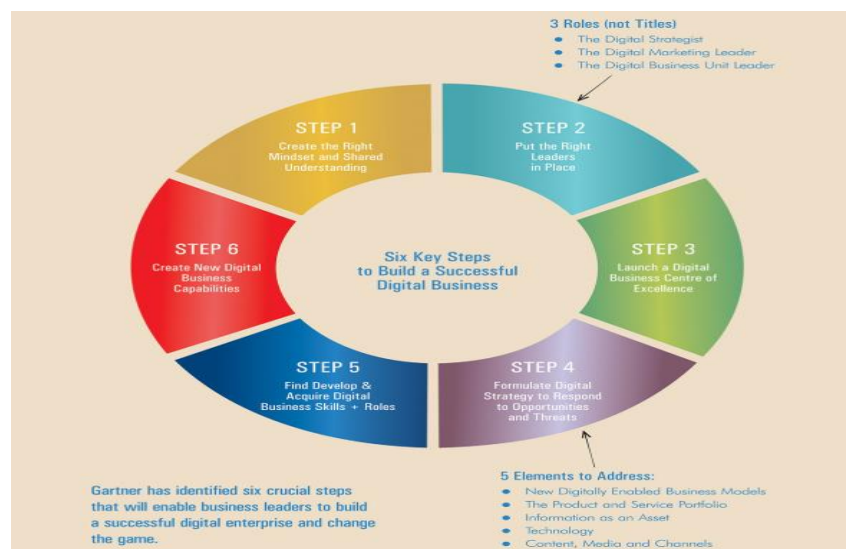 3 Roles (not Titles)
● The Digital Strategist
● The Digital Marketing Leader
● The Digital Business Unit Leader
STEP 1
Create the Right
Mindset and Shared
Understanding
STEP 2
Put the Right
Leaders
in Place
STEP 3
Launch a Digital
Business Centre of
Excellence
STEP 4
Formulate Digital
Strategy to Respond
to Opportunities
and Threats
STEP 5
Find Develop &
Acquire Digital
Business Skills + Roles
STEP 6
Create New Digital
Business
Capabilities
Six Key Steps
to Build a Successful
Digital Business
Gartner has identified six crucial steps
that will enable business leaders to build
a successful digital enterprise and change
the game.
5 Elements to Address:
● New Digitally Enabled Business Models
● The Product and Service Portfolio
● Information as an Asset
● Technology
● Content, Media and Channels